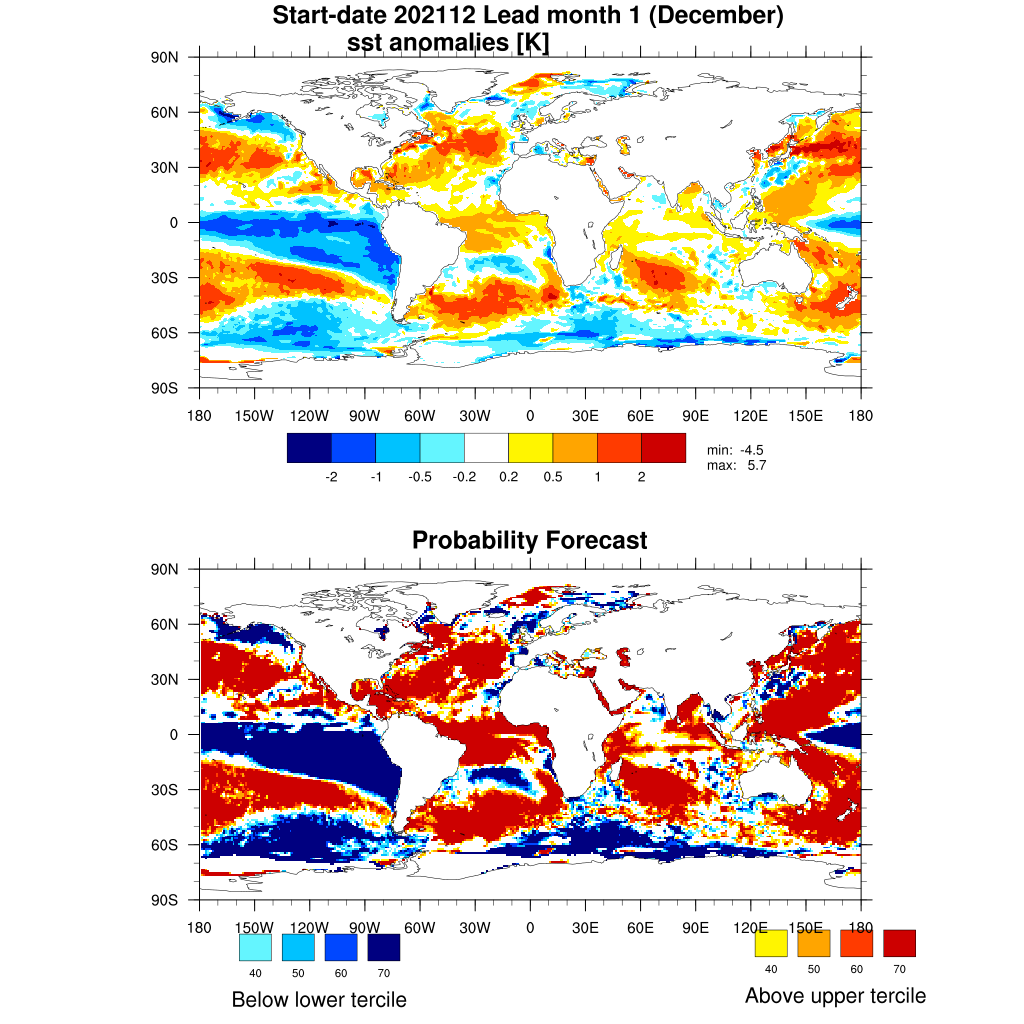 Start-date 202112 Lead month 1 (December)
sst anomalies [K]
90N
60N
30N
0
30S
60S
90S
180 150W 120W 90W 60W 30W 0 30E 60E 90E 120E 150E 180
-2 -1 -0.5 -0.2 0.2 0.5 1 2
min: -4.5
max: 5.7
Probability Forecast
90N
60N
30N
0
30S
60S
90S
180 150W 120W 90W 60W 30W 0 30E 60E 90E 120E 150E 180
40 50 60 70
Below lower tercile
40 50 60 70
Above upper tercile